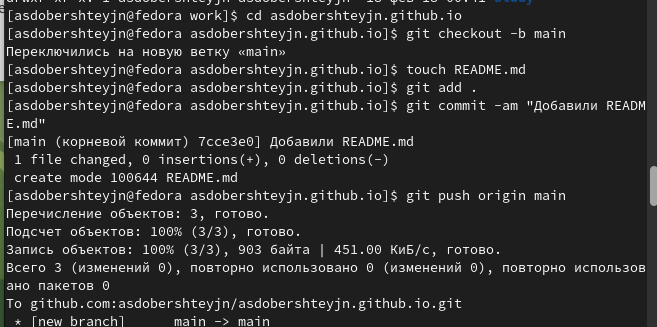 [asdobershteyjn@fedora work]$ cd asdobershteyjn.github.io
[asdobershteyjn@fedora asdobershteyjn.github.io]$ git checkout -b main
Переключились на новую ветку «main»
[asdobershteyjn@fedora asdobershteyjn.github.io]$ touch README.md
[asdobershteyjn@fedora asdobershteyjn.github.io]$ git add .
[asdobershteyjn@fedora asdobershteyjn.github.io]$ git commit -am "Добавили READM
E.md"
[main (корневой коммит) 7cce3e0] Добавили README.md
1 file changed, 0 insertions(+), 0 deletions(-)
create mode 100644 README.md
[asdobershteyjn@fedora asdobershteyjn.github.io]$ git push origin main
Перечисление объектов: 3, готово.
Подсчет объектов: 100% (3/3), готово.
Запись объектов: 100% (3/3), 903 байта | 451.00 КиБ/с, готово.
Всего 3 (изменений 0), повторно использовано 0 (изменений 0), повторно использов
ано пакетов 0
To github.com:asdobershteyjn/asdobershteyjn.github.io.git
* [new branch] main -> main